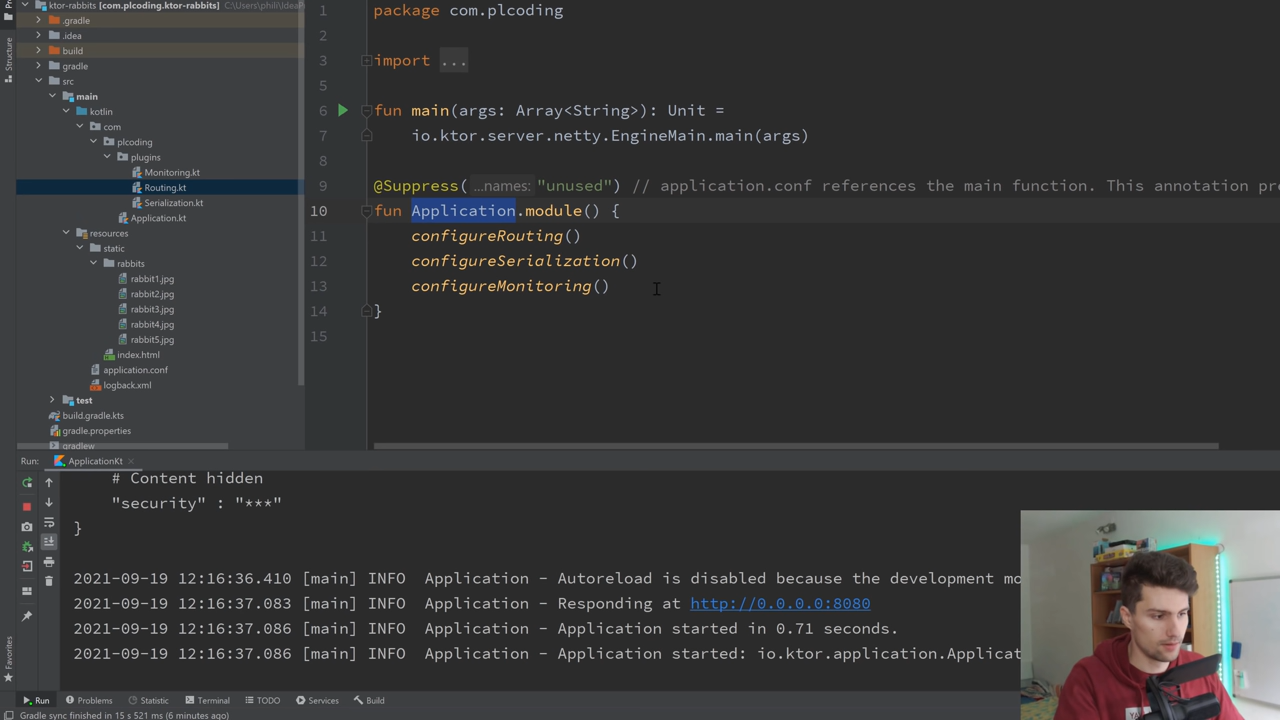 ktor-rabbits [com.plcoding.ktor-rabbits]
.gradle
.idea
build
gradle
src
main
kotlin
com
plcoding
plugins
Monitoring.kt
Routing.kt
Serialization.kt
Application.kt
resources
static
rabbits
rabbit1.jpg
rabbit2.jpg
rabbit3.jpg
rabbit4.jpg
rabbit5.jpg
index.html
application.conf
logback.xml
test
build.gradle.kts
gradle.properties
gradlew
Structure
Favorites
1 package com.plcoding
2
3 import ...
5
6 fun main(args: Array<String>): Unit =
7 io.ktor.server.netty.EngineMain.main(args)
8
9 @Suppress( ...names: "unused") // application.conf references the main function. This annotation pre
10 fun Application.module() {
11 configureRouting()
12 configureSerialization()
13 configureMonitoring()
14 }
15
Run: ApplicationKt
# Content hidden
"security" : "***"
}
2021-09-19 12:16:36.410 [main] INFO Application - Autoreload is disabled because the development mo
2021-09-19 12:16:37.083 [main] INFO Application - Responding at http://0.0.0.0:8080
2021-09-19 12:16:37.086 [main] INFO Application - Application started in 0.71 seconds.
2021-09-19 12:16:37.086 [main] INFO Application - Application started: io.ktor.application.Applicat
Run Problems Statistic Terminal TODO Services Build
Gradle sync finished in 15 s 521 ms (6 minutes ago)